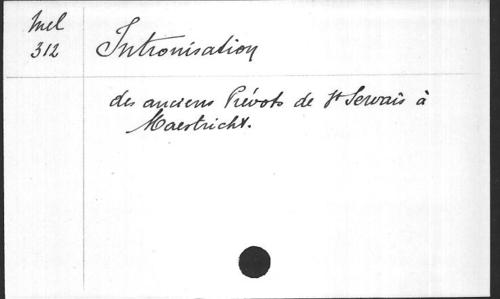 Mel
312
Intronisation
des anciens Prévots de St Servais à
Maestricht.